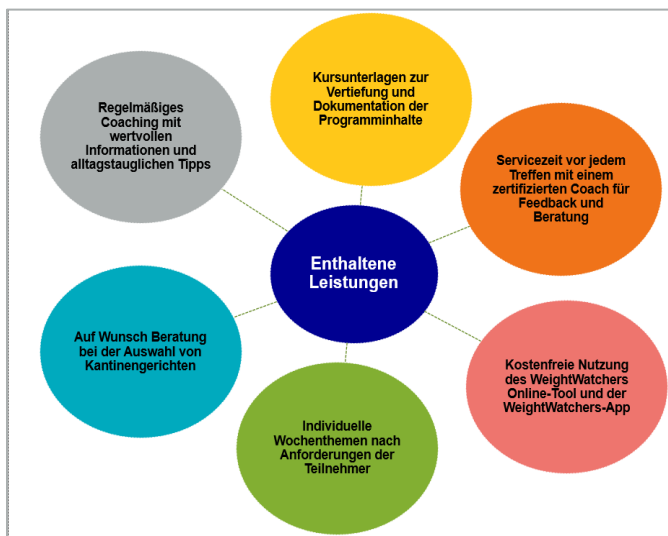 Kursunterlagen zur
Vertiefung und
Dokumentation der
Programminhalte
Regelmäßiges
Coaching mit
wertvollen
Informationen und
alltagstauglichen Tipps
Servicezeit vor jedem
Treffen mit einem
zertifizierten Coach für
Feedback und
Beratung
Enthaltene
Leistungen
Auf Wunsch Beratung
bei der Auswahl von
Kantinengerichten
Kostenfreie Nutzung
des WeightWatchers
Online-Tool und der
WeightWatchers-App
Individuelle
Wochenthemen nach
Anforderungen der
Teilnehmer